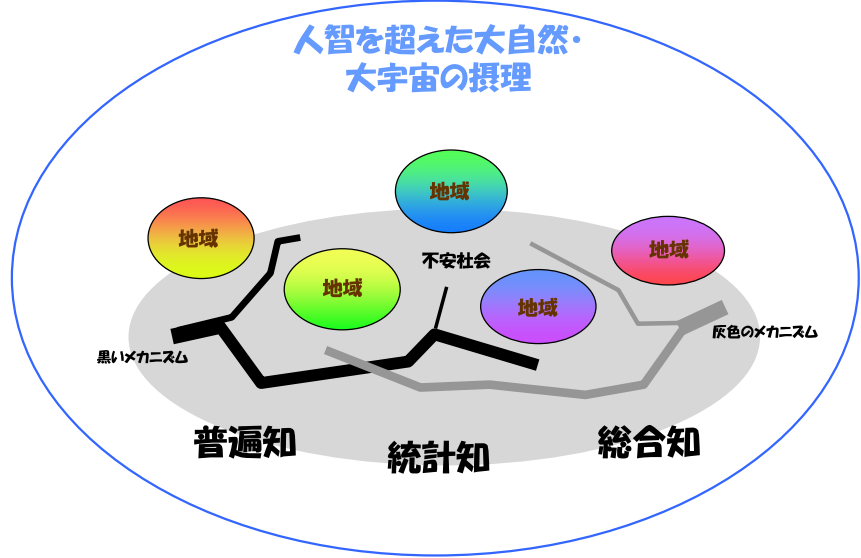 人智を超えた大自然・
大宇宙の摂理
地域
地域
地域
地域
地域
不安社会
黒いメカニズム
灰色のメカニズム
普遍知
統計知
総合知